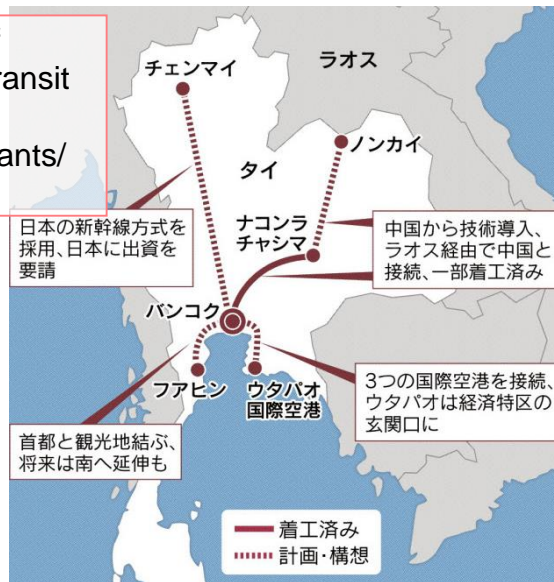 ransit
ants/
チェンマイ
ラオス
ノンカイ
タイ
ナコンラ
チャシマ
日本の新幹線方式を
採用、日本に出資を
要請
中国から技術導入、
ラオス経由で中国と
接続、一部着工済み
バンコク
フアヒン
ウタパオ
国際空港
3つの国際空港を接続、
ウタパオは経済特区の
玄関口に
首都と観光地結ぶ、
将来は南へ延伸も
着工済み
計画・構想